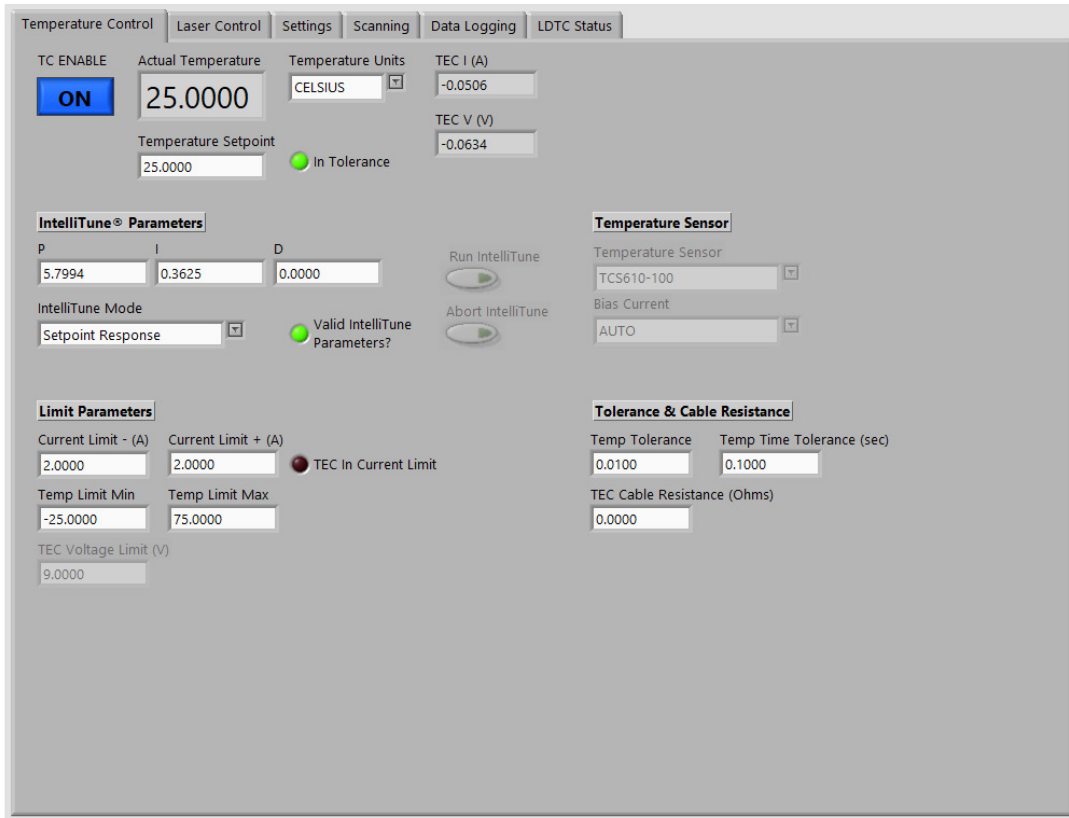 Temperature Control Laser Control Settings Scanning Data Logging LDTC Status
TC ENABLE Actual Temperature Temperature Units TEC I (A)
ON 25.0000 CELSIUS -0.0506
TEC V (V)
Temperature Setpoint -0.0634
25.0000 In Tolerance
IntelliTune® Parameters Temperature Sensor
P I D Run IntelliTune Temperature Sensor
5.7994 0.3625 0.0000 TCS610-100
IntelliTune Mode Abort IntelliTune Bias Current
Setpoint Response Valid IntelliTune AUTO
Parameters?
Limit Parameters Tolerance & Cable Resistance
Current Limit - (A) Current Limit + (A) Temp Tolerance Temp Time Tolerance (sec)
2.0000 2.0000 TEC In Current Limit 0.0100 0.1000
Temp Limit Min Temp Limit Max TEC Cable Resistance (Ohms)
-25.0000 75.0000 0.0000
TEC Voltage Limit (V)
9.0000